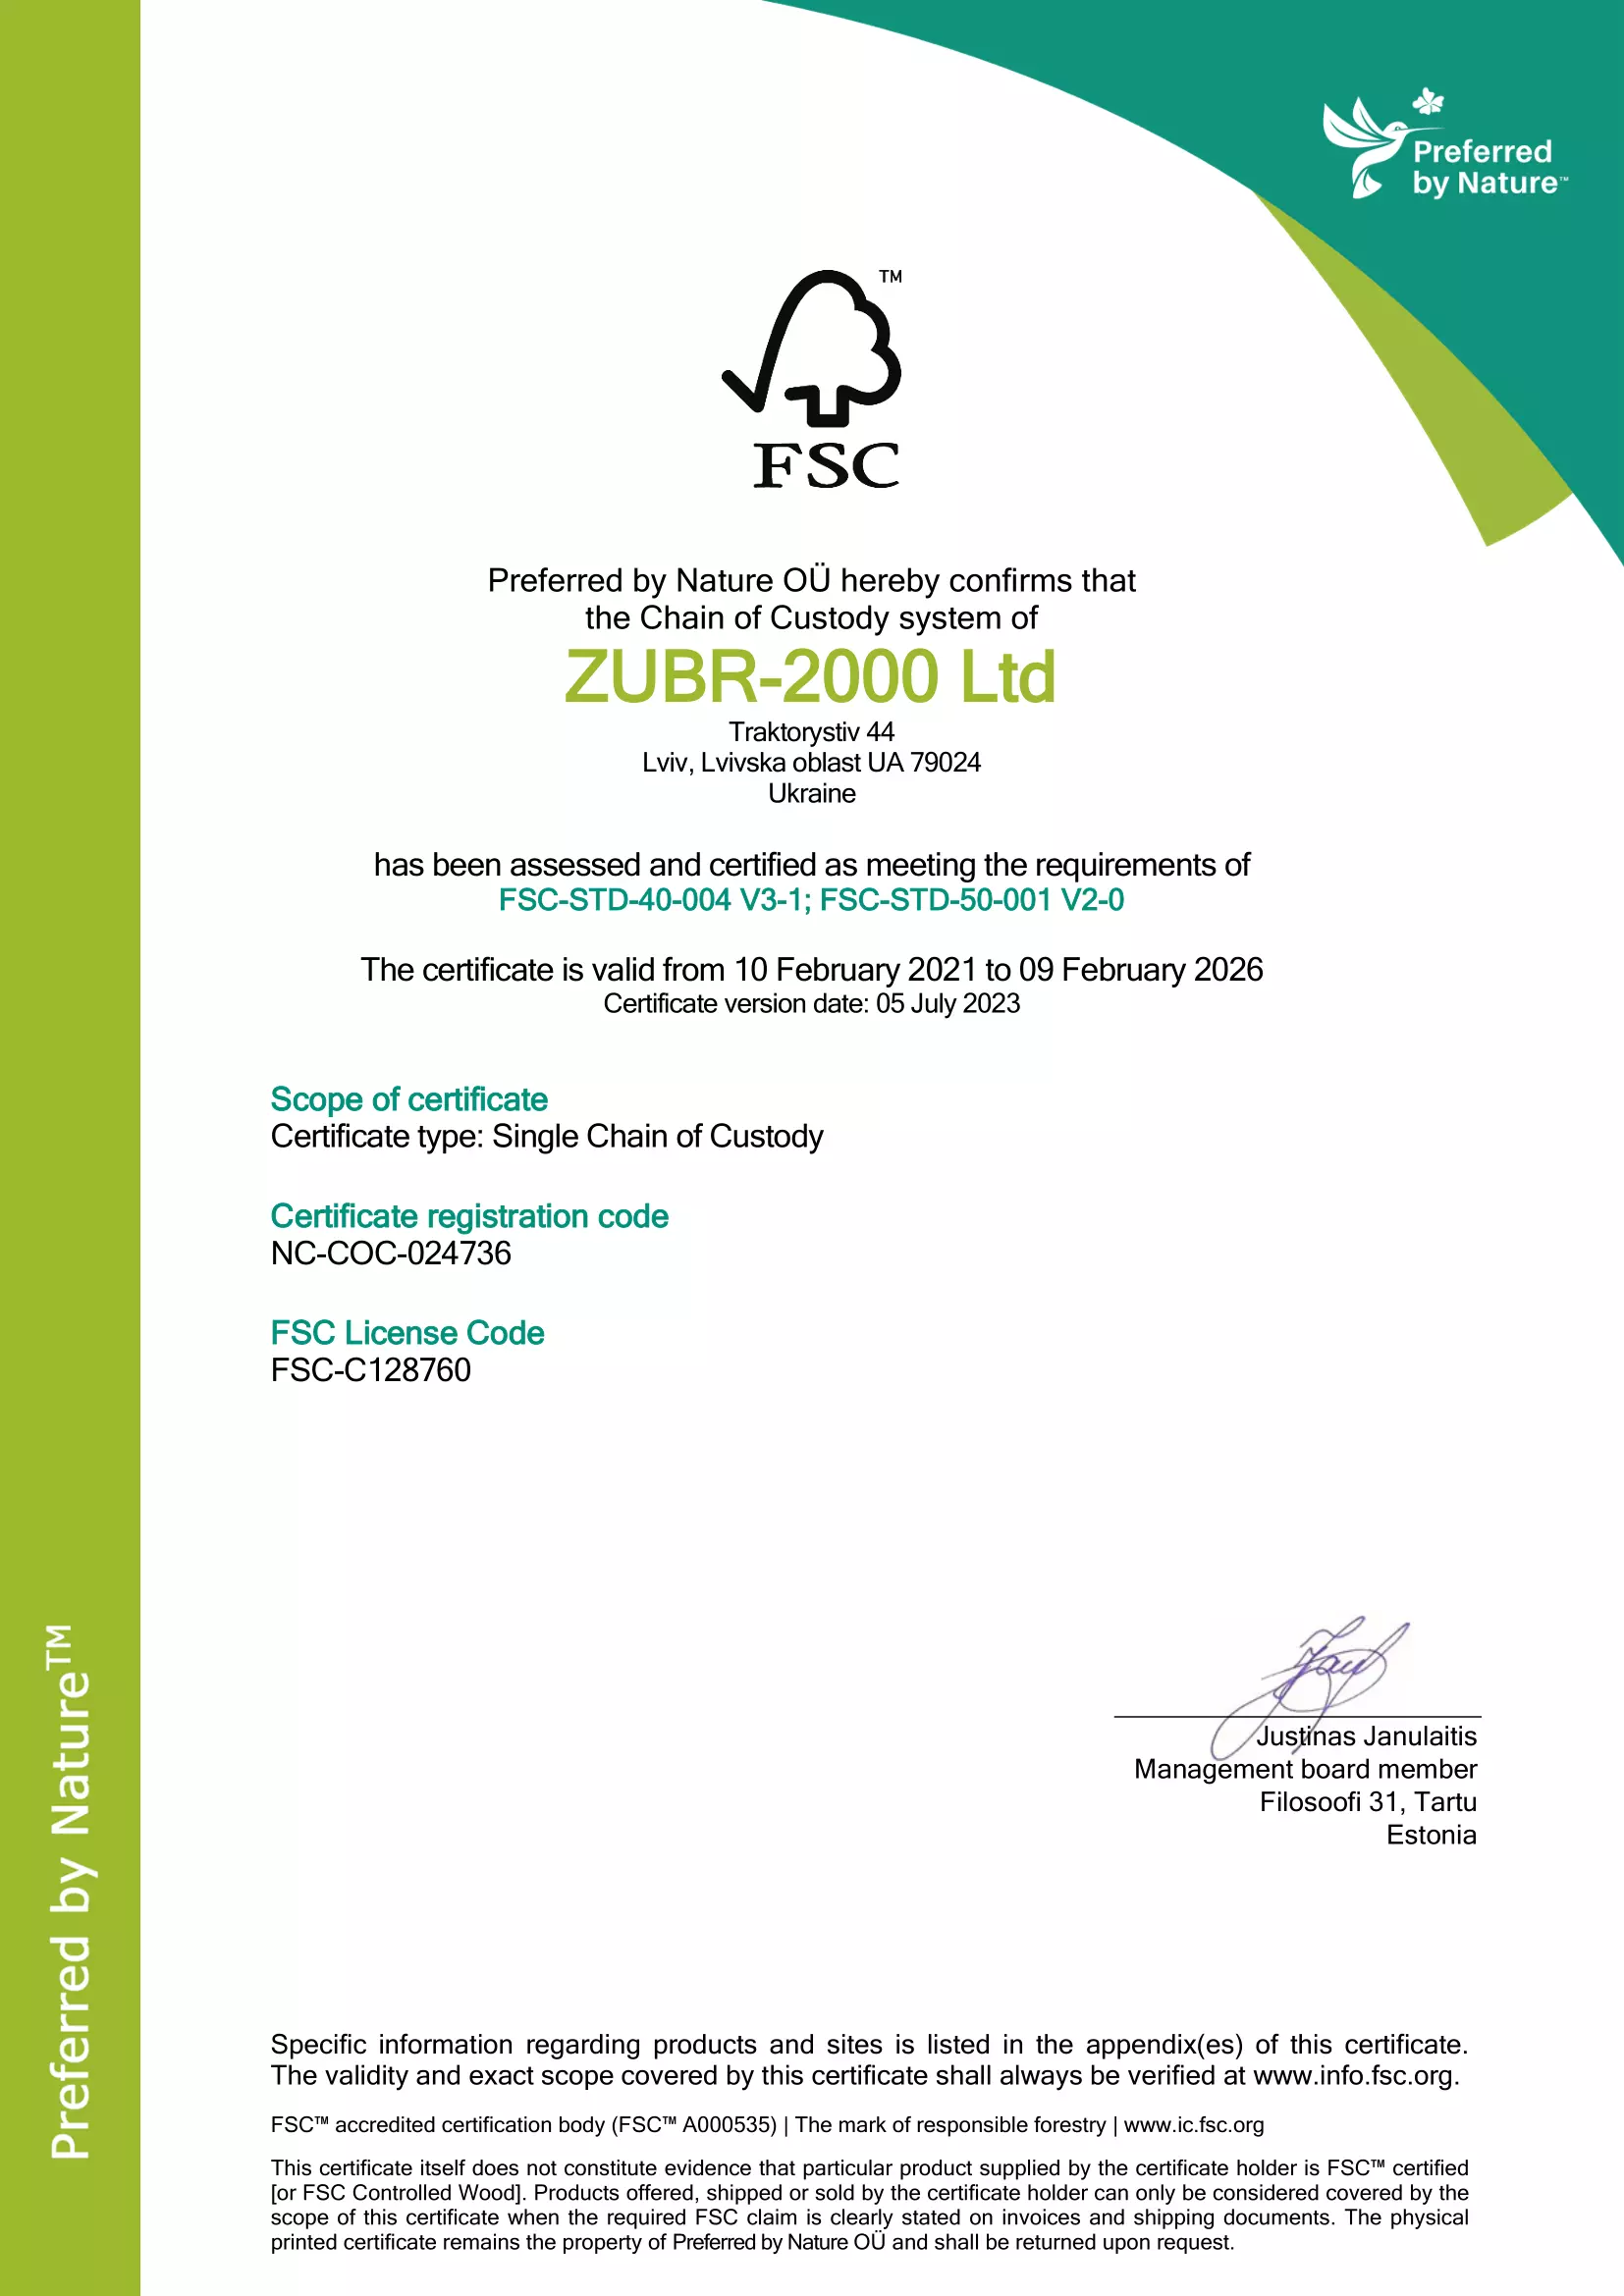 Preferred
by Nature™
™
FSC
Preferred by Nature OÜ hereby confirms that
the Chain of Custody system of
ZUBR-2000 Ltd
Traktorystiv 44
Lviv, Lvivska oblast UA 79024
Ukraine
has been assessed and certified as meeting the requirements of
FSC-STD-40-004 V3-1; FSC-STD-50-001 V2-0
The certificate is valid from 10 February 2021 to 09 February 2026
Certificate version date: 05 July 2023
Scope of certificate
Certificate type: Single Chain of Custody
Certificate registration code
NC-COC-024736
FSC License Code
FSC-C128760
Justinas Janulaitis
Management board member
Filosoofi 31, Tartu
Estonia
Preferred by Nature™
Specific information regarding products and sites is listed in the appendix(es) of this certificate.
The validity and exact scope covered by this certificate shall always be verified at www.info.fsc.org.
FSC™ accredited certification body (FSC™ A000535) | The mark of responsible forestry | www.ic.fsc.org
This certificate itself does not constitute evidence that particular product supplied by the certificate holder is FSC™ certified
[or FSC Controlled Wood]. Products offered, shipped or sold by the certificate holder can only be considered covered by the
scope of this certificate when the required FSC claim is clearly stated on invoices and shipping documents. The physical
printed certificate remains the property of Preferred by Nature OÜ and shall be returned upon request.